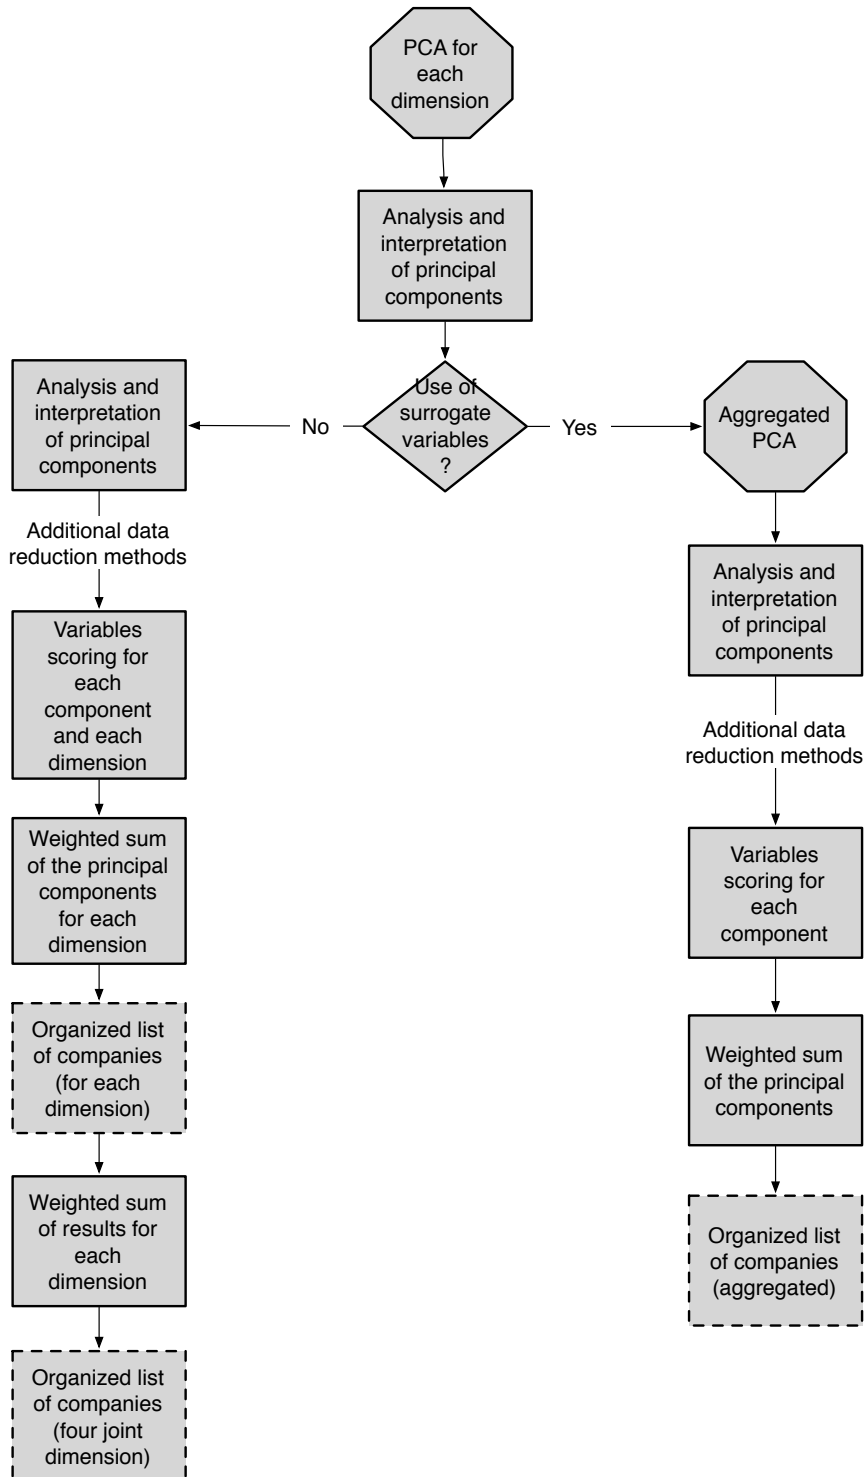 PCA for
each
dimension
Analysis and
interpretation
of principal
components
Use of
surrogate
variables
?
No
Yes
Analysis and
interpretation
of principal
components
Additional data
reduction methods
Variables
scoring for
each
component
and each
dimension
Weighted sum
of the principal
components
for each
dimension
Organized list
of companies
(for each
dimension)
Weighted sum
of results for
each
dimension
Organized list
of companies
(four joint
dimension)
Aggregated
PCA
Analysis and
interpretation
of principal
components
Additional data
reduction methods
Variables
scoring for
each
component
Weighted sum
of the principal
components
Organized list
of companies
(aggregated)